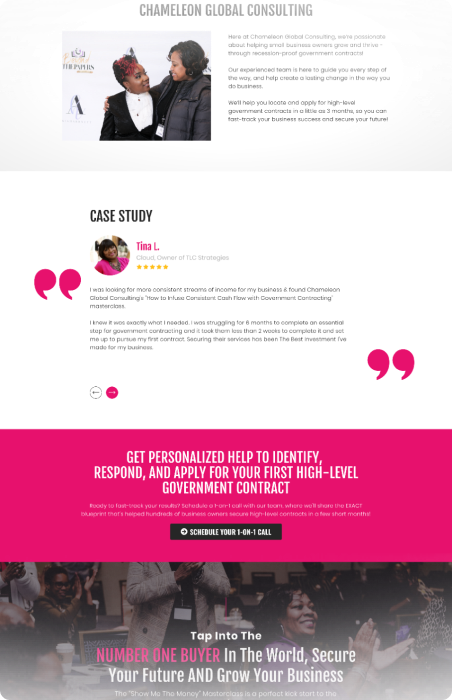 CHAMELEON GLOBAL CONSULTING
Here at Chameleon Global Consulting, we're passionate
about helping small business owners grow and thrive -
through recession-proof government contracts!
Our experienced team is here to guide you every step of
the way, and help create a lasting change in the way you
do business.
We'll help you locate and apply for high-level
government contracts in a little as 3 months, so you can
fast-track your business success and secure your future!
THEPAPERS
A
CASE STUDY
Tina L.
Cloud, Owner of TLC Strategies
I was looking for more consistent streams of income for my business & found Chameleon
Global Consulting's "How to Infuse Consistent Cash Flow with Government Contracting"
masterclass.
I knew it was exactly what I needed, I was struggling for 6 months to complete an essential
step for government contracting and it took them less than 2 weeks to complete it and set
me up to pursue my first contract. Securing their services has been The Best Investment I've
made for my business.
GET PERSONALIZED HELP TO IDENTIFY,
RESPOND, AND APPLY FOR YOUR FIRST HIGH-LEVEL
GOVERNMENT CONTRACT
Ready to fast-track your results? Schedule a 1-on-1 call with our team, where we'll share the EXACT
blueprint that's helped hundreds of business owners secure high-level contracts in a few short months!
SCHEDULE YOUR 1-ON-1 CALL
Tap Into The
NUMBER ONE BUYER In The World, Secure
Your Future AND Grow Your Business
The "Show Me The Money" Masterclass is a perfect kick start to the